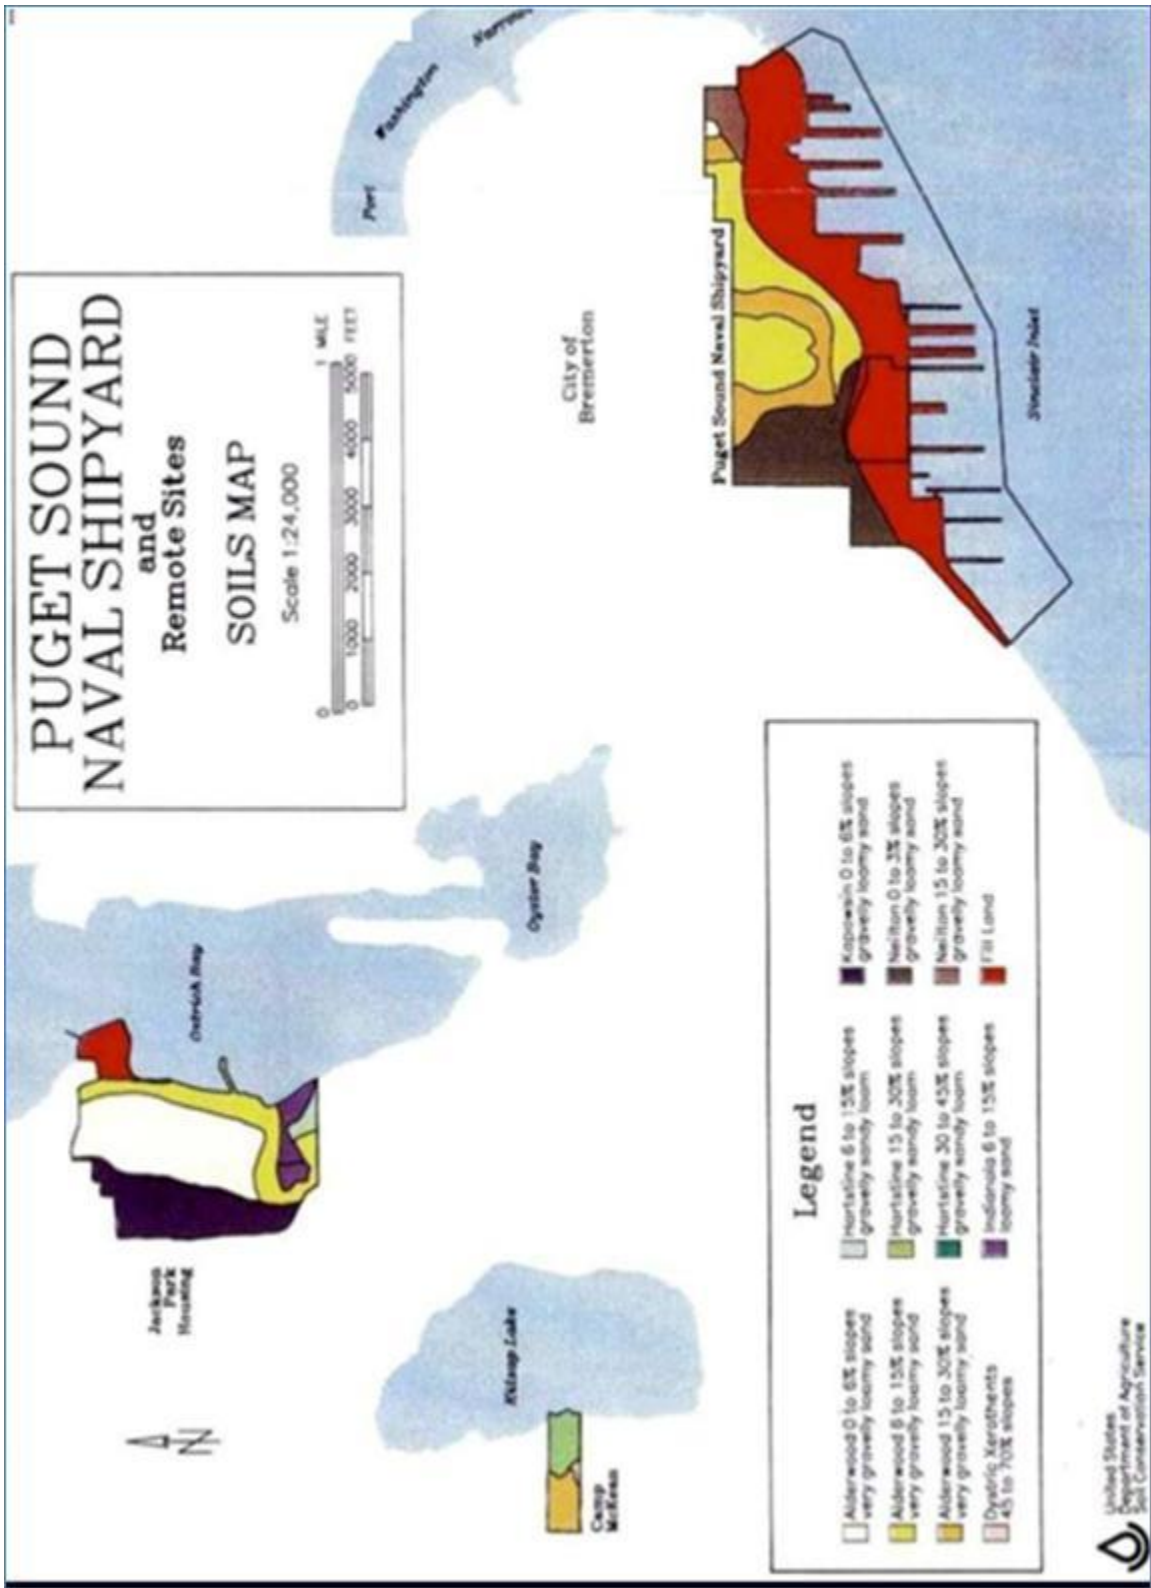 PUGET SOUND
NAVAL SHIPYARD
and
Remote Sites
SOILS MAP
Scale 1:24,000
0 1 MILE
0 1000 2000 3000 4000 5000 FEET
Port
Washington
Narrows
City of
Bremerton
Puget Sound Naval Shipyard
Sinclair Inlet
Ostrich Bay
Oyster Bay
Jackson
Park
Housing
N
Kitsap Lake
Camp
McKean
Legend
Alderwood 0 to 6% slopes
very gravelly loamy sand
Alderwood 6 to 15% slopes
very gravelly loamy sand
Alderwood 15 to 30% slopes
very gravelly loamy sand
Dystric Xerothents
45 to 70% slopes
Hartstine 6 to 15% slopes
gravelly sandy loam
Hartstine 15 to 30% slopes
gravelly sandy loam
Hartstine 30 to 45% slopes
gravelly sandy loam
Indianola 6 to 15% slopes
loamy sand
Kapowsin 0 to 6% slopes
gravelly loamy sand
Neilton 0 to 3% slopes
gravelly loamy sand
Neilton 15 to 30% slopes
gravelly loamy sand
Fill Land
United States
Department of Agriculture
Soil Conservation Service